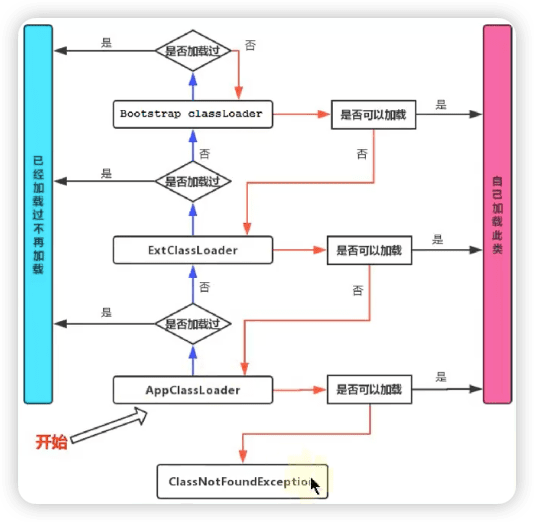 是
是否加载过
否
Bootstrap classLoader
是否可以加载
是
否
否
是
是否加载过
已经加载过不再加载
自己加载此类
ExtClassLoader
是否可以加载
是
否
否
是
是否加载过
AppClassLoader
是否可以加载
是
开始
ClassNotFoundException